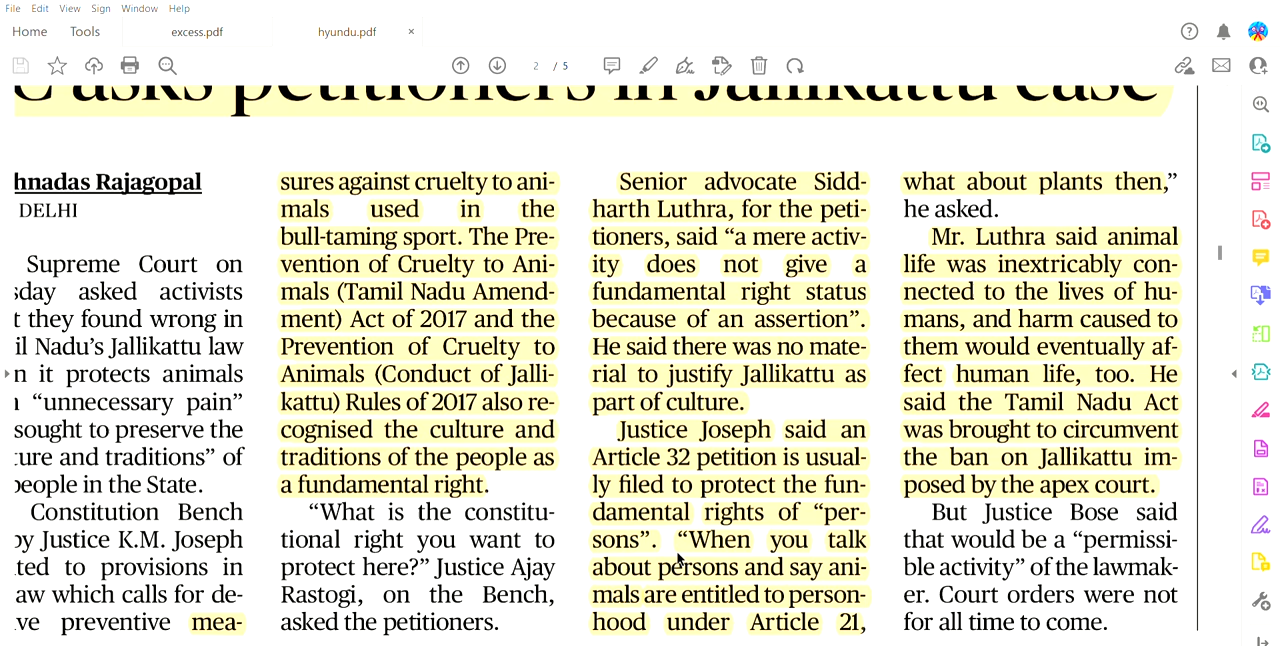 File Edit View Sign Window Help
Home Tools excess.pdf hyundu.pdf ×
2 / 5
C asks petitioners in Jallikattu case
hnadas Rajagopal
DELHI
Supreme Court on
sday asked activists
t they found wrong in
il Nadu's Jallikattu law
n it protects animals
"unnecessary pain"
sought to preserve the
ure and traditions" of
people in the State.
Constitution Bench
by Justice K.M. Joseph
ted to provisions in
aw which calls for de-
ve preventive mea-
sures against cruelty to ani-
mals used in the
bull-taming sport. The Pre-
vention of Cruelty to Ani-
mals (Tamil Nadu Amend-
ment) Act of 2017 and the
Prevention of Cruelty to
Animals (Conduct of Jalli-
kattu) Rules of 2017 also re-
cognised the culture and
traditions of the people as
a fundamental right.
"What is the constitu-
tional right you want to
protect here?" Justice Ajay
Rastogi, on the Bench,
asked the petitioners.
Senior advocate Sidd-
harth Luthra, for the peti-
tioners, said "a mere activ-
ity does not give a
fundamental right status
because of an assertion".
He said there was no mate-
rial to justify Jallikattu as
part of culture.
Justice Joseph said an
Article 32 petition is usual-
ly filed to protect the fun-
damental rights of "per-
sons". "When you talk
about persons and say ani-
mals are entitled to person-
hood under Article 21,
what about plants then,"
he asked.
Mr. Luthra said animal
life was inextricably con-
nected to the lives of hu-
mans, and harm caused to
them would eventually af-
fect human life, too. He
said the Tamil Nadu Act
was brought to circumvent
the ban on Jallikattu im-
posed by the apex court.
But Justice Bose said
that would be a "permissi-
ble activity" of the lawmak-
er. Court orders were not
for all time to come.